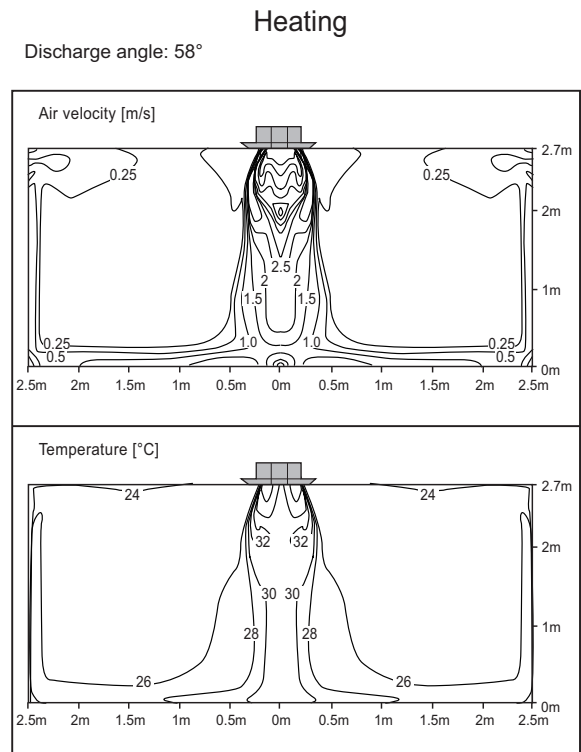 Heating
Discharge angle: 58°
Air velocity [m/s]
2.7m
0.25 0.25
2m
2.5
2 2
1m
1.5 1.5
1.0 1.0
0.25 0.25
0.5 0.5
0m
2.5m 2m 1.5m 1m 0.5m 0m 0.5m 1m 1.5m 2m 2.5m
Temperature [°C]
2.7m
24 24
32 32
2m
30 30
28 28
1m
26 26
0m
2.5m 2m 1.5m 1m 0.5m 0m 0.5m 1m 1.5m 2m 2.5m